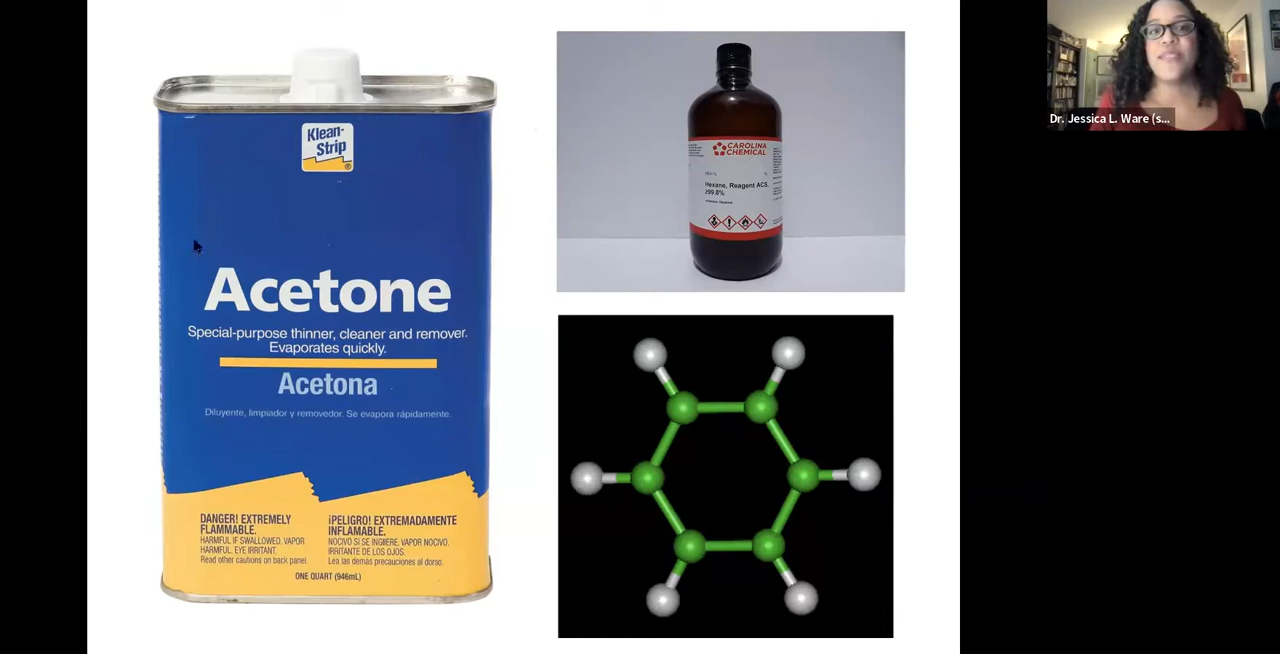 Klean-
Strip
®
Acetone
Special-purpose thinner, cleaner and remover.
Evaporates quickly.
Acetona
Diluyente, limpiador y removedor. Se evapora rápidamente.
DANGER! EXTREMELY
FLAMMABLE.
HARMFUL IF SWALLOWED. VAPOR
HARMFUL. EYE IRRITANT.
Read other cautions on back panel.
¡PELIGRO! EXTREMADAMENTE
INFLAMABLE.
NOCIVO SI SE INGIERE. VAPOR NOCIVO.
IRRITANTE DE LOS OJOS.
Lea las demás precauciones al dorso.
ONE QUART (946mL)
CAROLINA
CHEMICAL
Hexane, Reagent ACS,
≥99.8%
Dr. Jessica L. Ware (s...